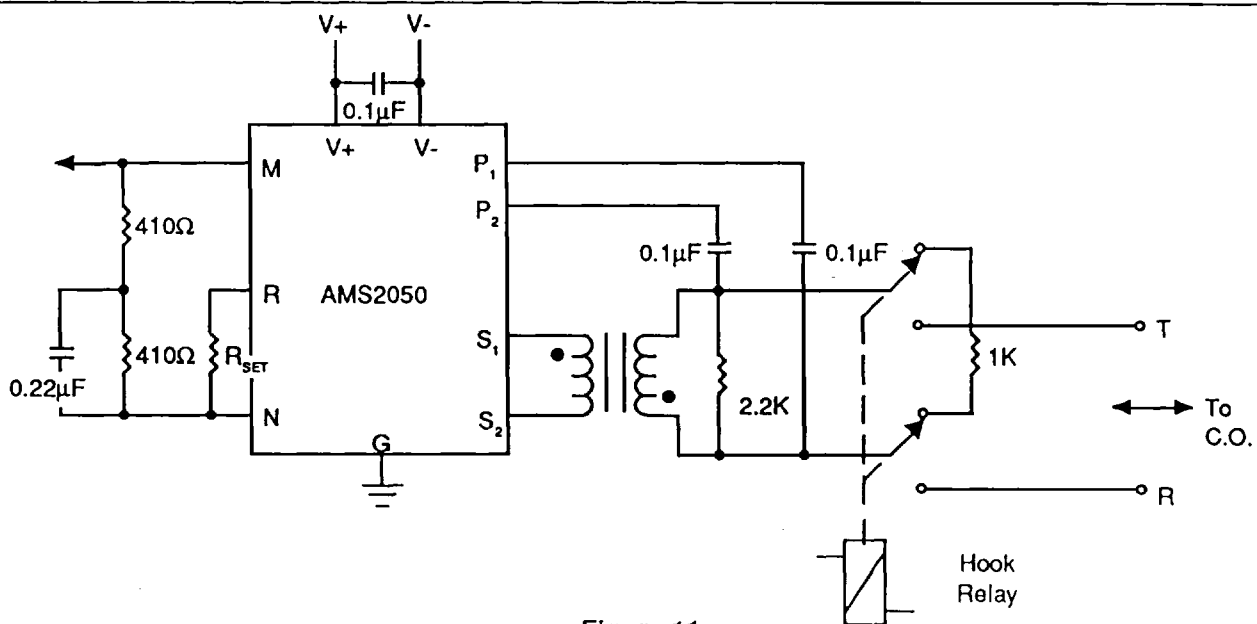 V+ V-
0.1µF
V+ V-
M
P₁
P₂
410Ω
0.1µF
0.1µF
R
AMS2050
T
S₁
1K
410Ω
R_SET
0.22µF
2.2K
To
C.O.
N
S₂
G
R
Hook
Relay